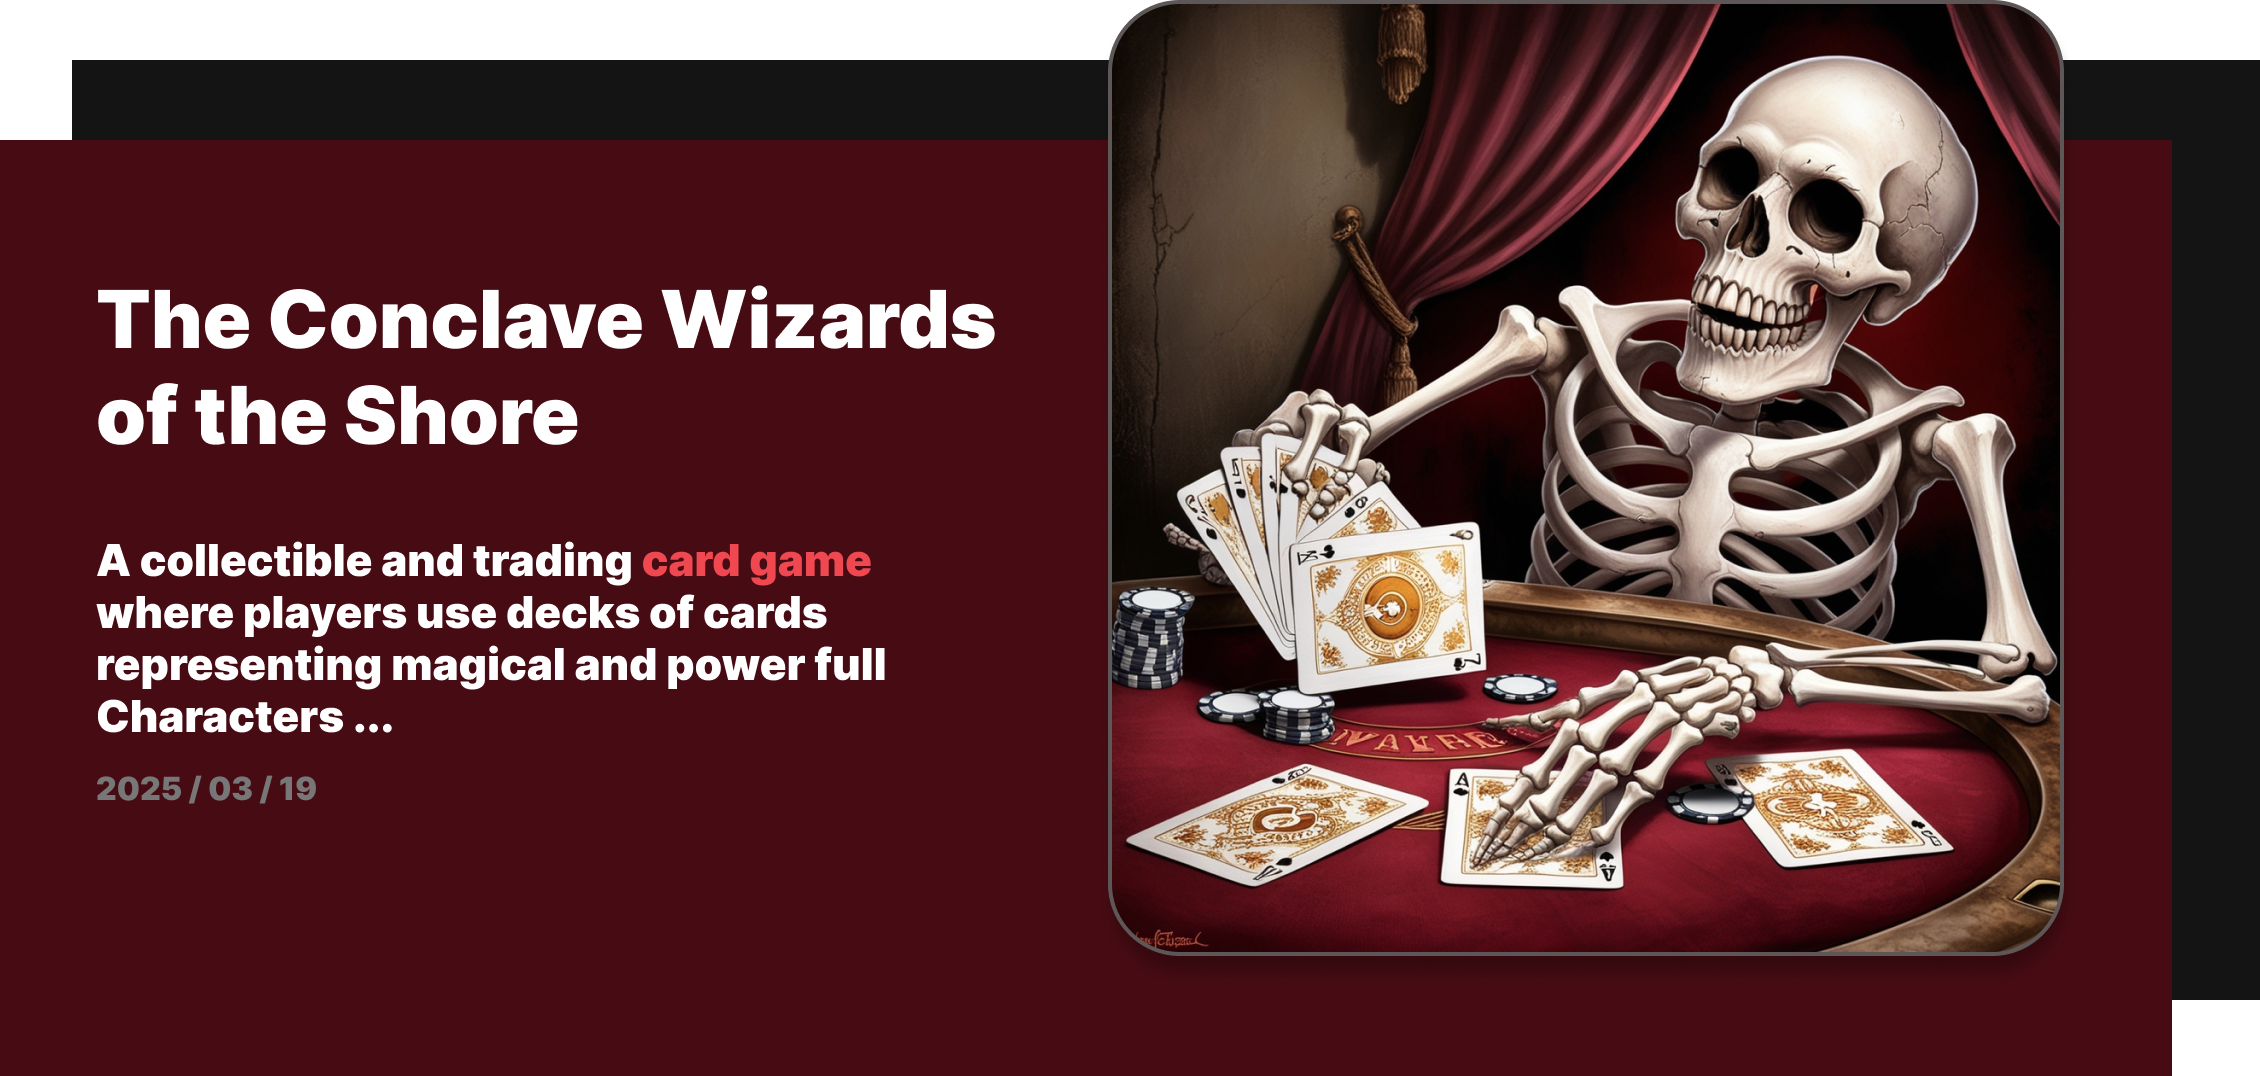 The Conclave Wizards
of the Shore
A collectible and trading card game
where players use decks of cards
representing magical and power full
Characters ...
2025 / 03 / 19
A
A